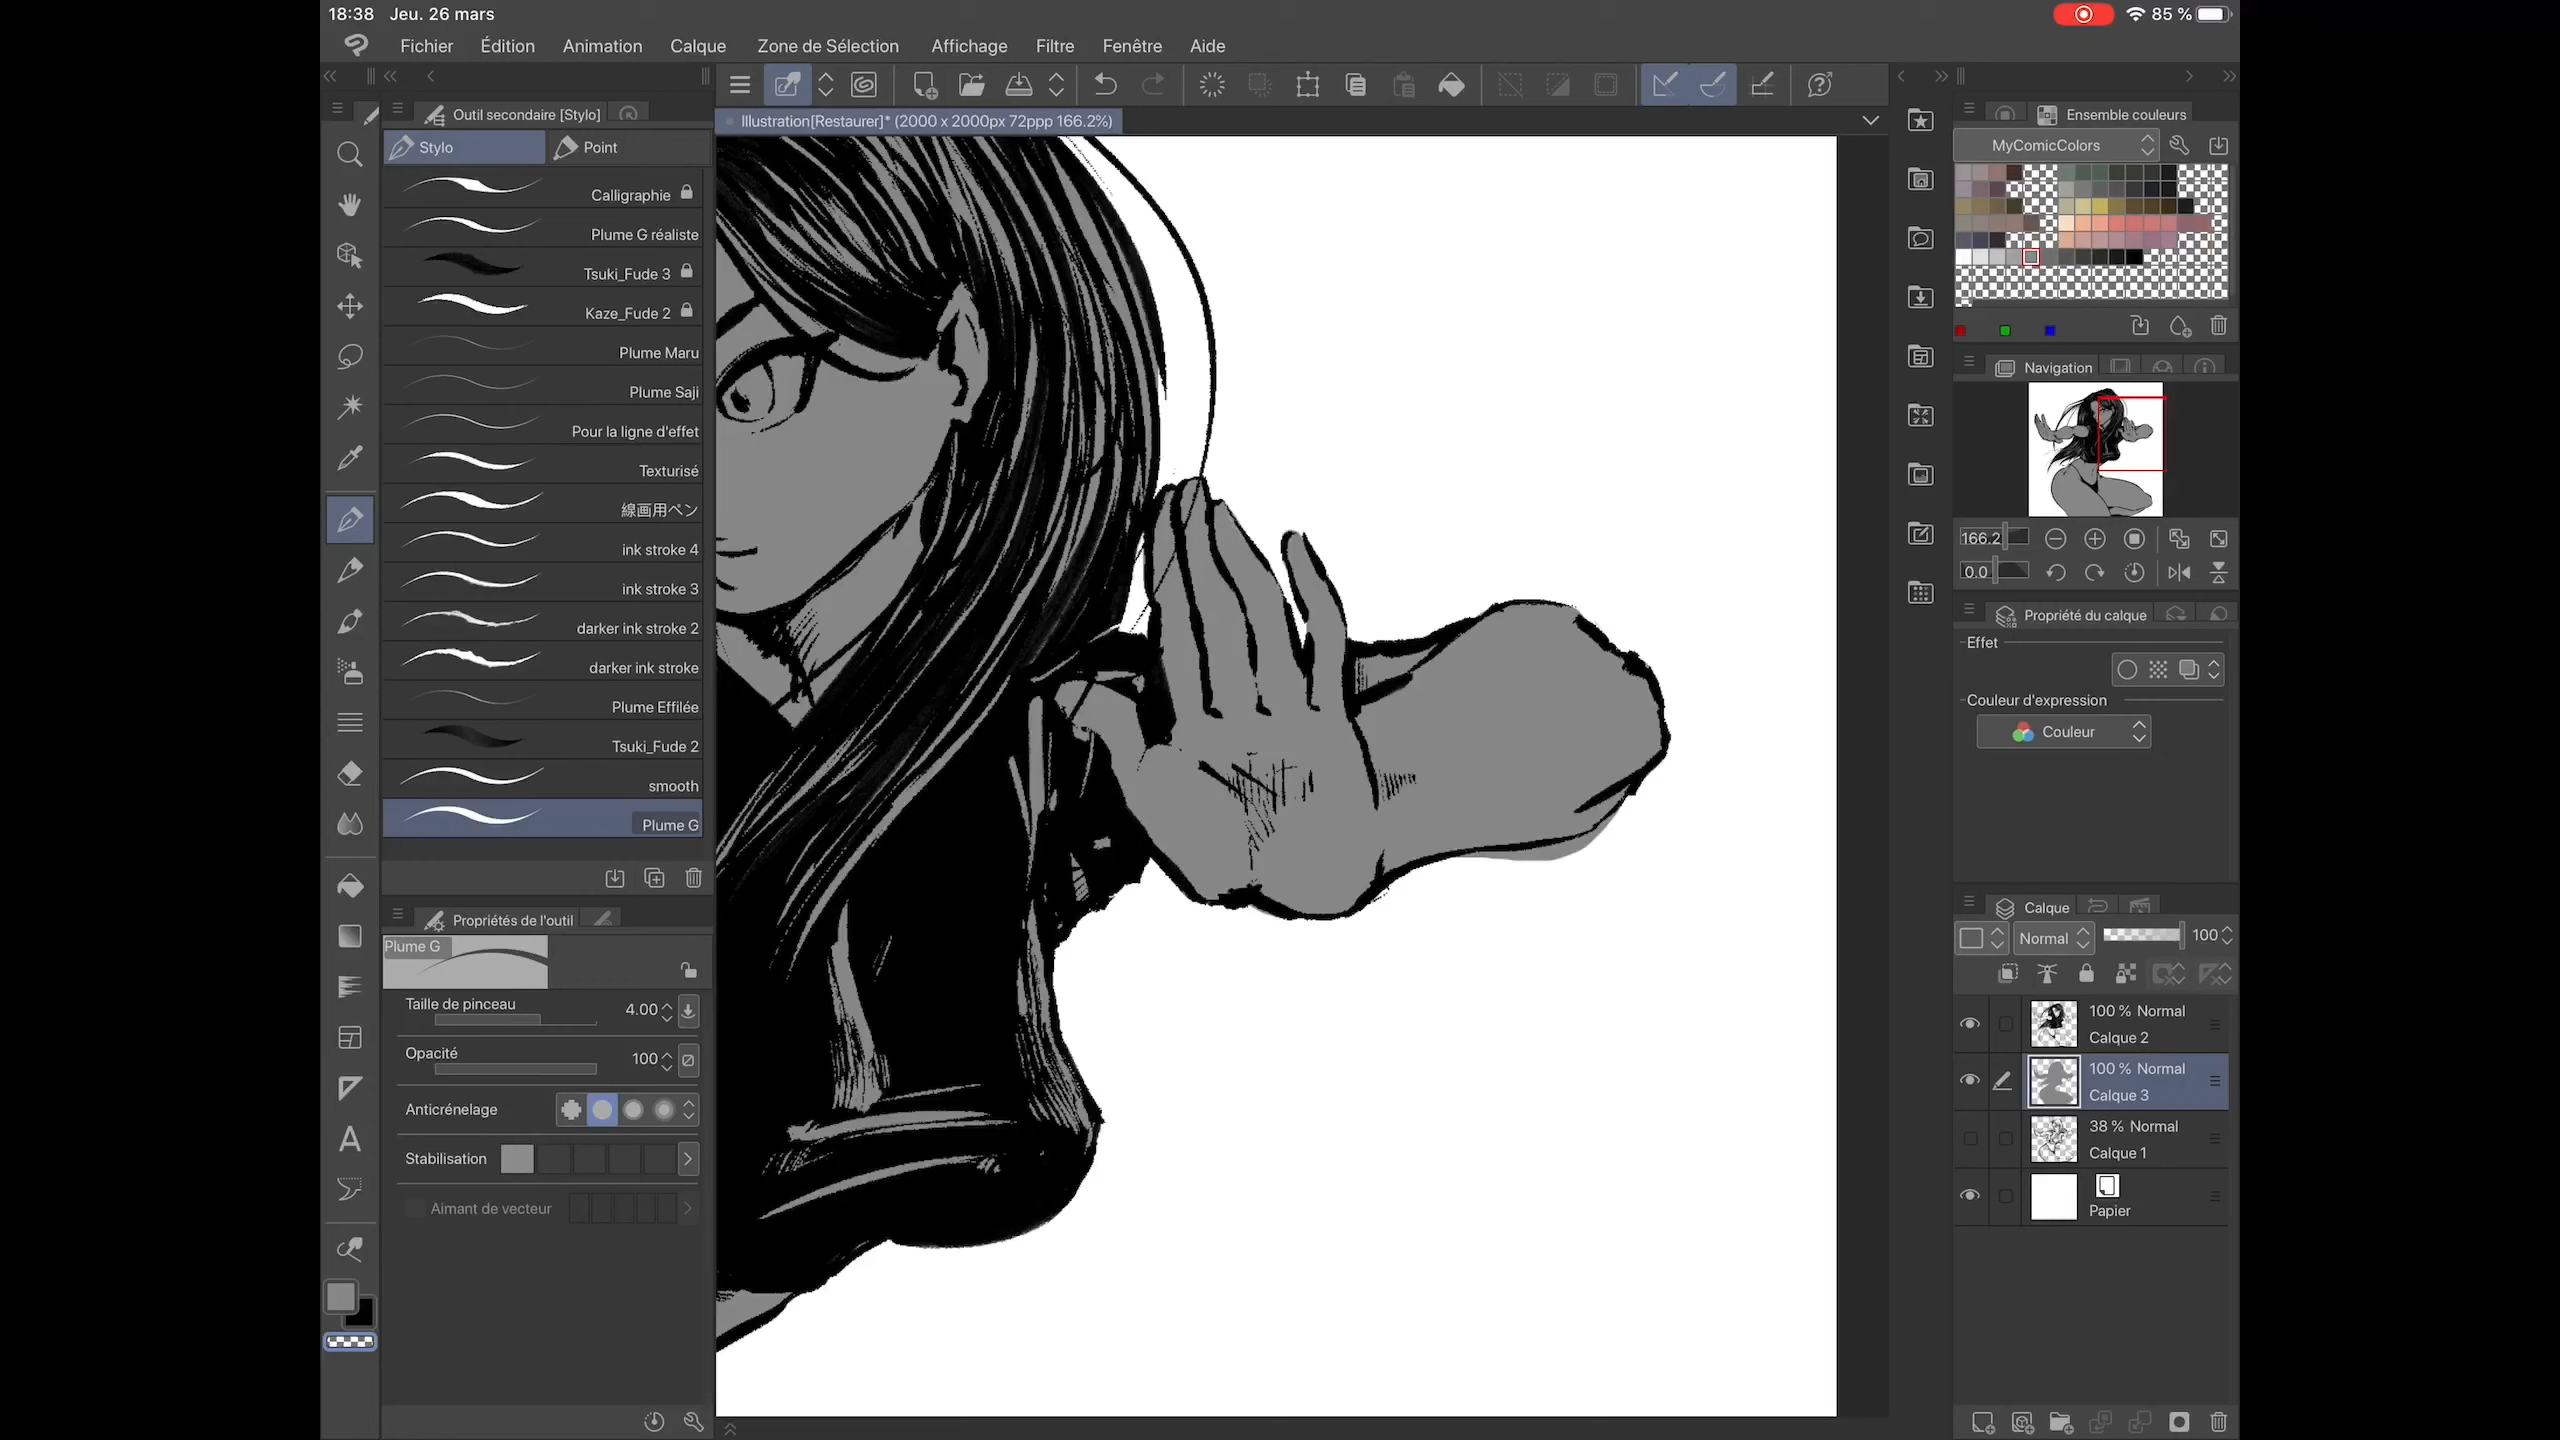 18:38 Jeu. 26 mars
85 %
Fichier Édition Animation Calque Zone de Sélection Affichage Filtre Fenêtre Aide
Outil secondaire [Stylo]
Stylo Point
Calligraphie
Plume G réaliste
Tsuki_Fude 3
Kaze_Fude 2
Plume Maru
Plume Saji
Pour la ligne d'effet
Texturisé
線画用ペン
ink stroke 4
ink stroke 3
darker ink stroke 2
darker ink stroke
Plume Effilée
Tsuki_Fude 2
smooth
Plume G
Propriétés de l'outil
Plume G
Taille de pinceau 4.00
Opacité 100
Anticrénelage
Stabilisation
Aimant de vecteur
Illustration[Restaurer]* (2000 x 2000px 72ppp 166.2%)
Ensemble couleurs
MyComicColors
Navigation
166.2
0.0
Propriété du calque
Effet
Couleur d'expression
Couleur
Calque
Normal 100
100 % Normal
Calque 2
100 % Normal
Calque 3
38 % Normal
Calque 1
Papier